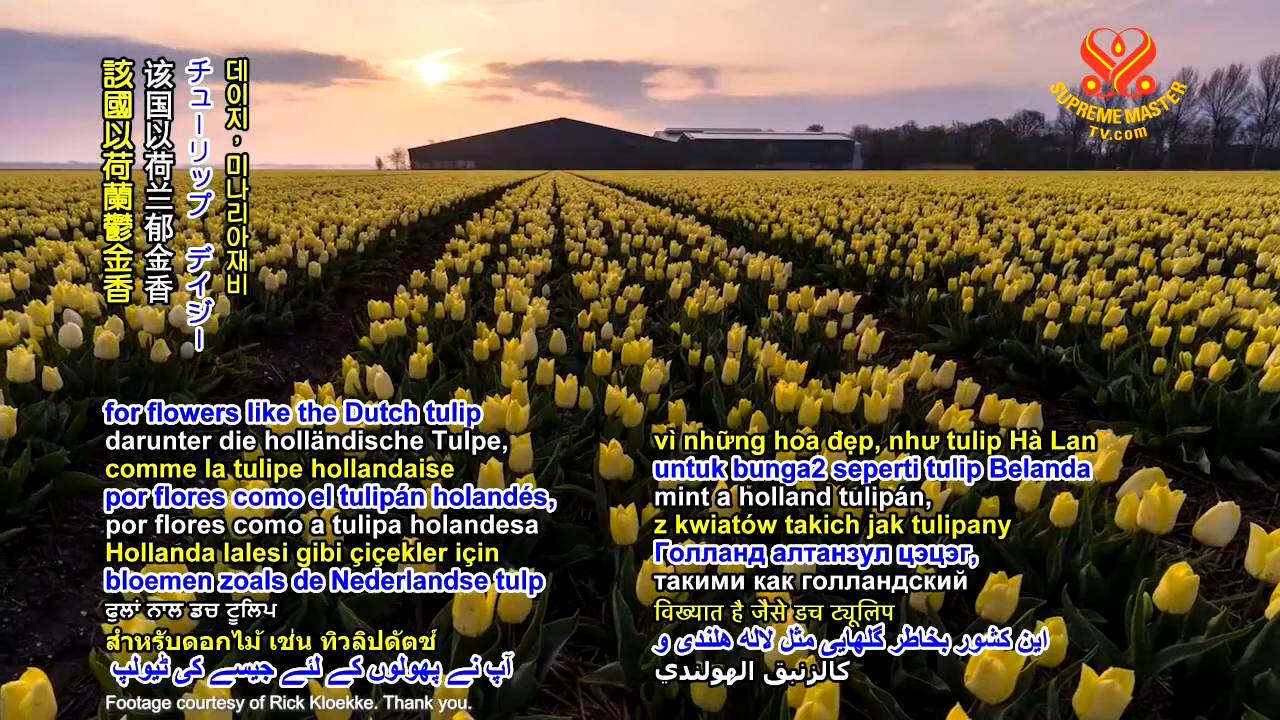 SUPREME MASTER
TV.com
該國以荷蘭鬱金香
该国以荷兰郁金香
チューリップ デイジー
데이지, 미나리아재비
for flowers like the Dutch tulip
darunter die holländische Tulpe,
comme la tulipe hollandaise
por flores como el tulipán holandés,
por flores como a tulipa holandesa
Hollanda lalesi gibi çiçekler için
bloemen zoals de Nederlandse tulp
ਫੁਲਾਂ ਨਾਲ ਡਚ ਟੂਲਿਪ
สำหรับดอกไม้ เช่น ทิวลิปดัตช์
آپ نے پھولوں کے لئے جیسے کی ٹیولپ
Footage courtesy of Rick Kloekke. Thank you.
vì những hoa đẹp, như tulip Hà Lan
untuk bunga2 seperti tulip Belanda
mint a holland tulipán,
z kwiatów takich jak tulipany
Голланд алтанзул цэцэг,
такими как голландский
विख्यात है जैसे डच ट्यूलिप
این کشور بخاطر گلهایی مثل لاله هلندی و
كالزنبق الهولندي